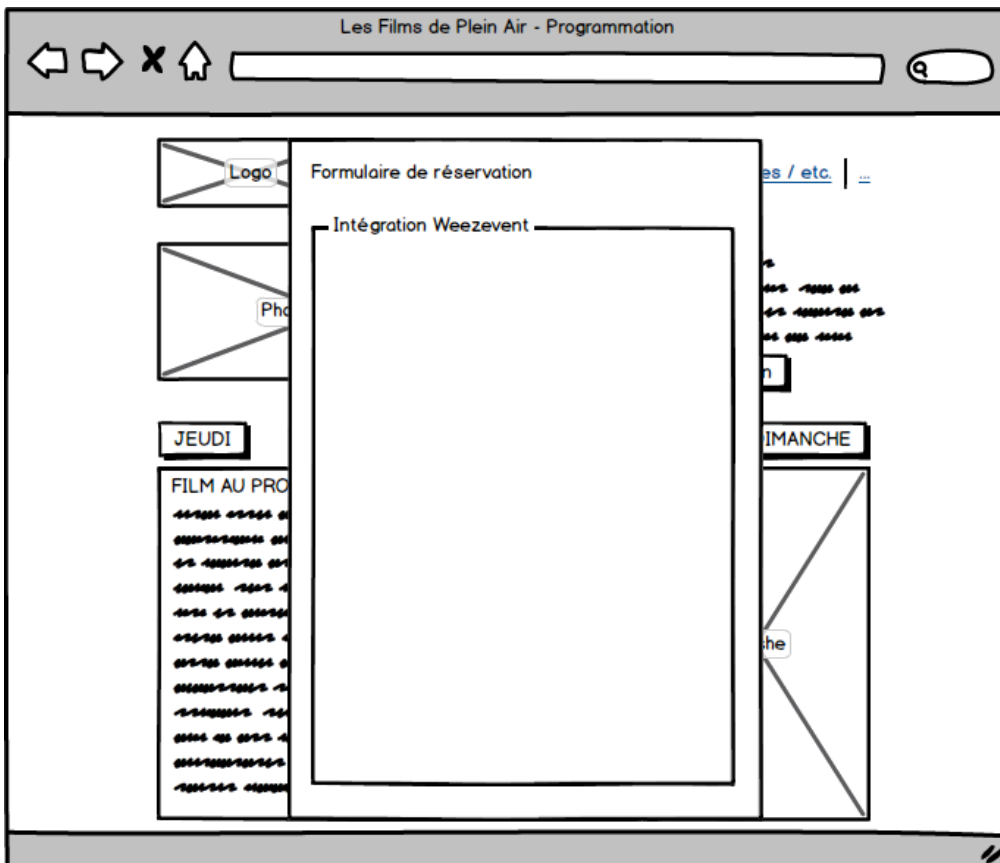 Les Films de Plein Air - Programmation
Logo
Formulaire de réservation
es / etc.
...
Intégration Weezevent
Pho
n
JEUDI
IMANCHE
FILM AU PRO
he